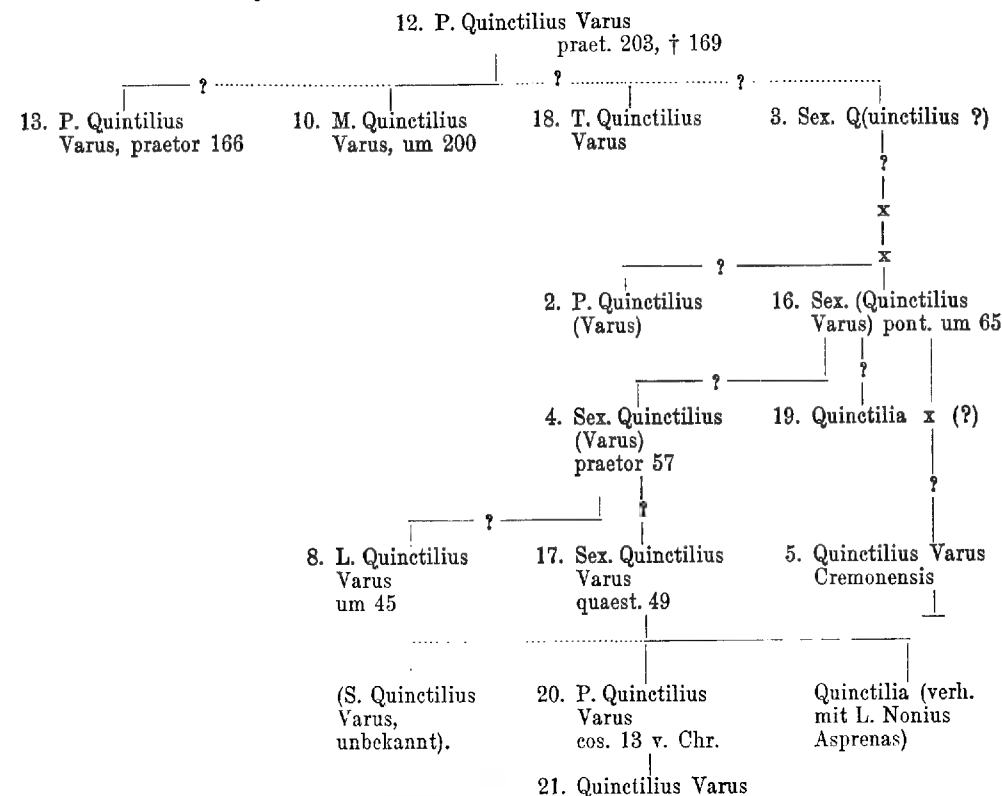 12. P. Quinctilius Varus
praet. 203, † 169
? ? ?
13. P. Quintilius
Varus, praetor 166
10. M. Quinctilius
Varus, um 200
18. T. Quinctilius
Varus
3. Sex. Q(uinctilius ?)
?
x
x
?
2. P. Quinctilius
(Varus)
16. Sex. (Quinctilius
Varus) pont. um 65
?
?
4. Sex. Quinctilius
(Varus)
praetor 57
19. Quinctilia
x (?)
?
?
?
8. L. Quinctilius
Varus
um 45
17. Sex. Quinctilius
Varus
quaest. 49
5. Quinctilius Varus
Cremonensis
(S. Quinctilius
Varus,
unbekannt).
20. P. Quinctilius
Varus
cos. 13 v. Chr.
Quinctilia (verh.
mit L. Nonius
Asprenas)
21. Quinctilius Varus